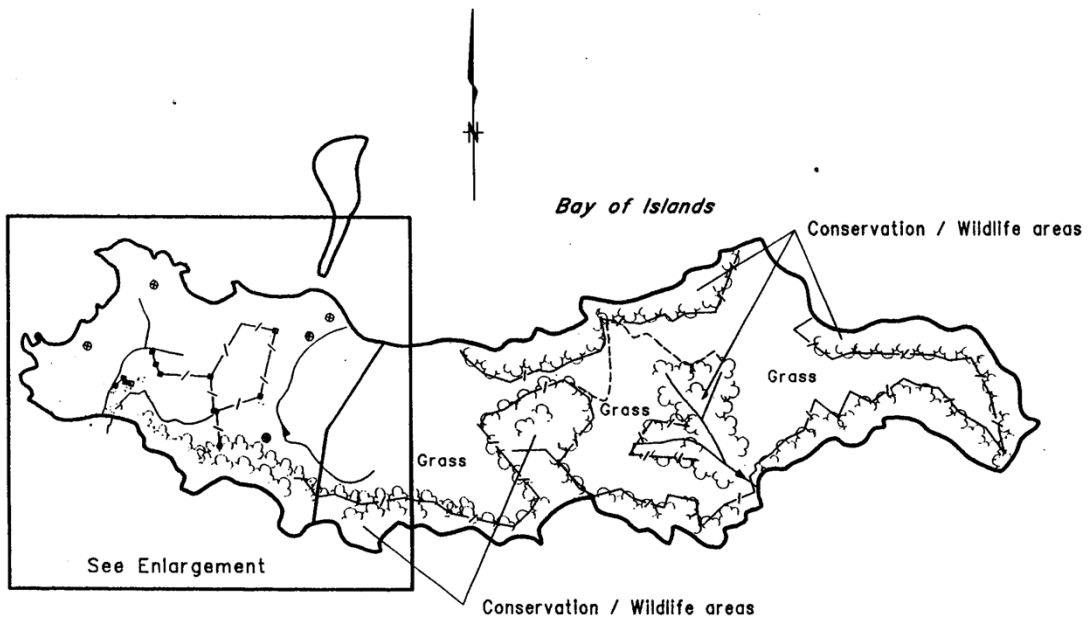 N
Bay of Islands
Conservation / Wildlife areas
Grass
Grass
Grass
See Enlargement
Conservation / Wildlife areas